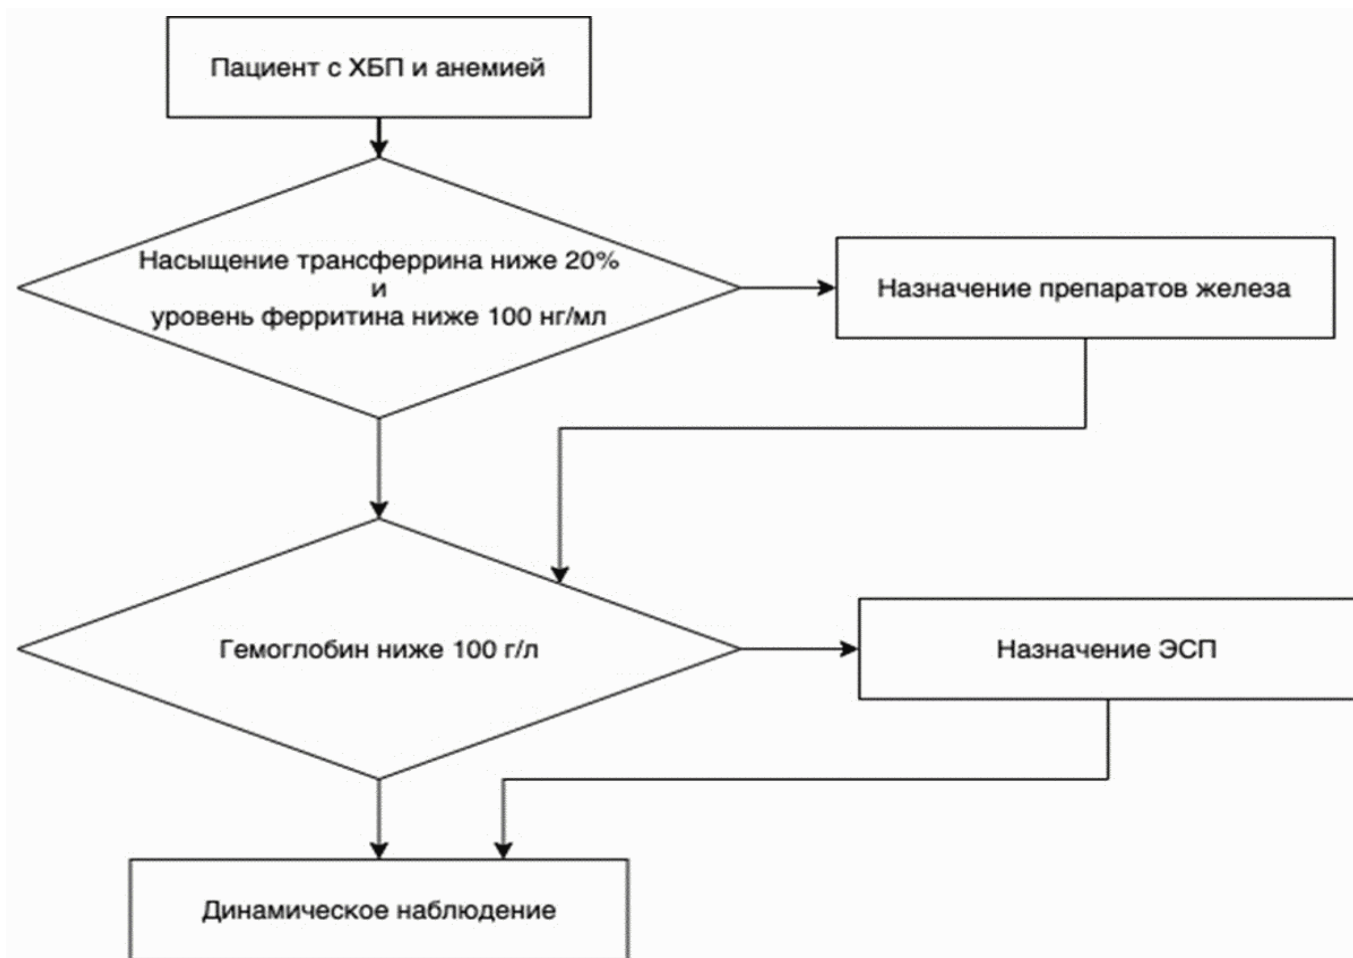 Пациент с ХБП и анемией
Насыщение трансферрина ниже 20%
и
уровень ферритина ниже 100 нг/мл
Назначение препаратов железа
Гемоглобин ниже 100 г/л
Назначение ЭСП
Динамическое наблюдение